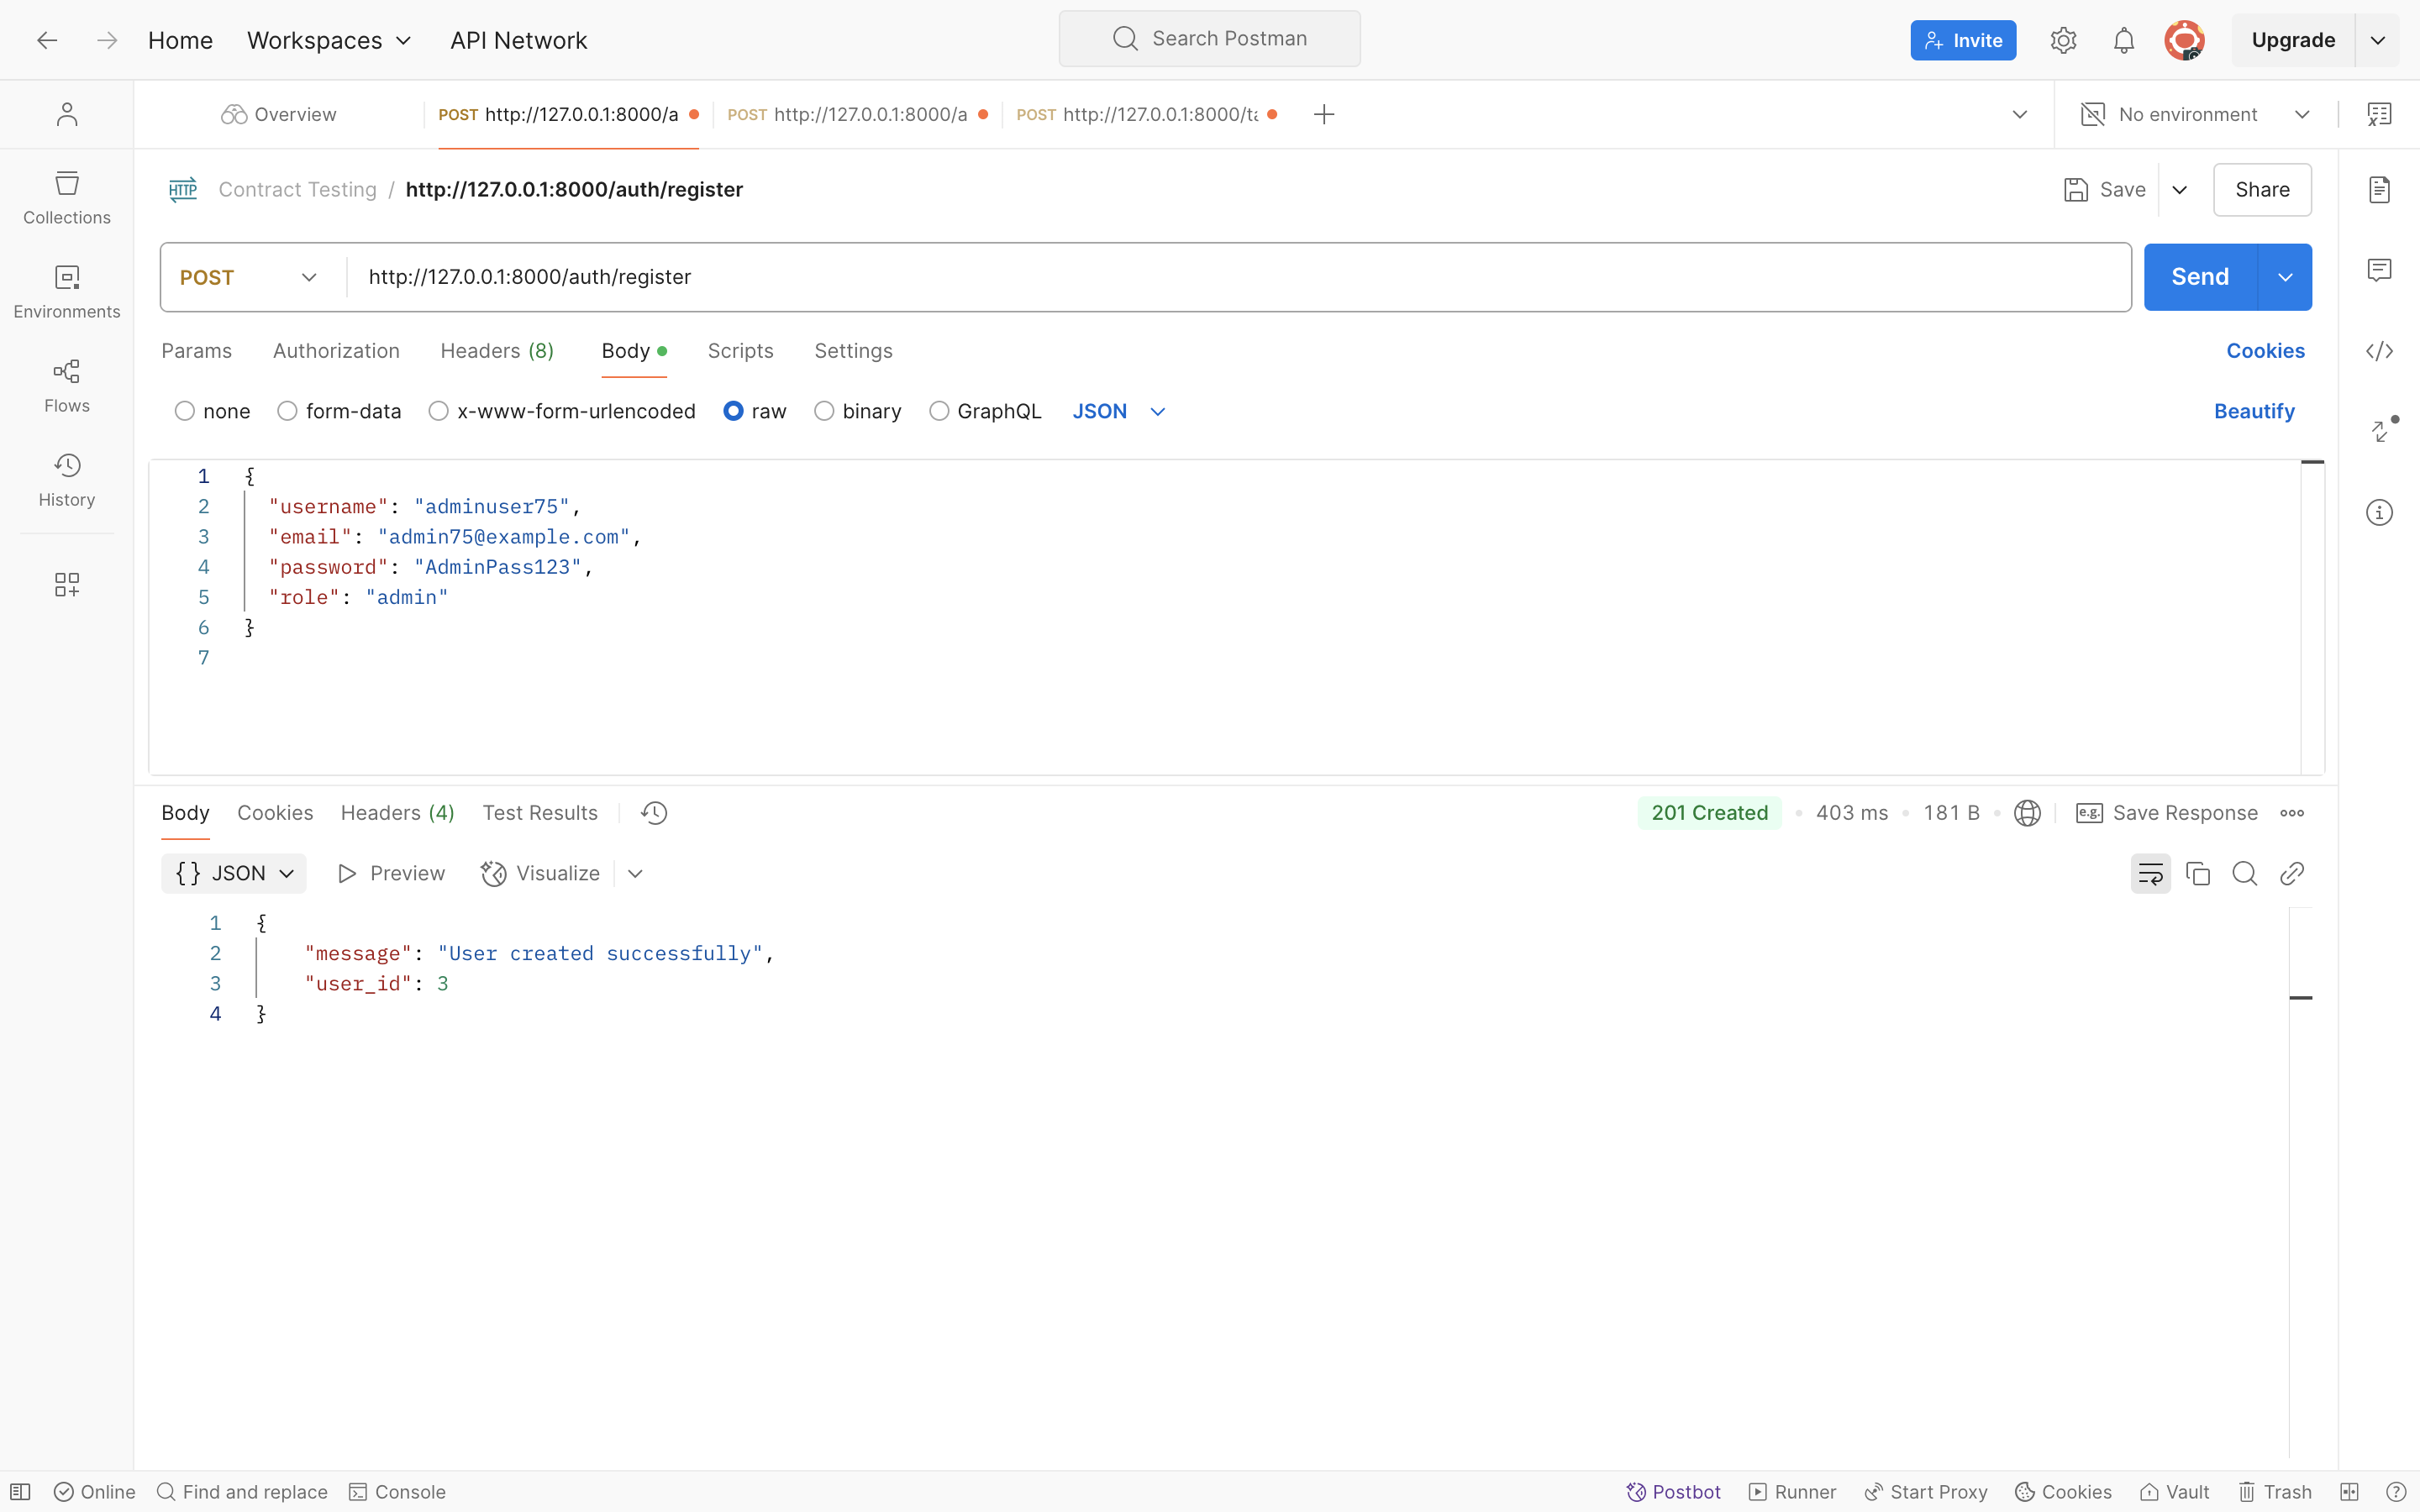 Home Workspaces API Network Search Postman Invite Upgrade
Overview POST http://127.0.0.1:8000/a POST http://127.0.0.1:8000/a POST http://127.0.0.1:8000/ta No environment
HTTP Contract Testing / http://127.0.0.1:8000/auth/register Save Share
Collections
Environments
Flows
History
POST http://127.0.0.1:8000/auth/register Send
Params Authorization Headers (8) Body Scripts Settings Cookies
none form-data x-www-form-urlencoded raw binary GraphQL JSON Beautify
1 {
2 "username": "adminuser75",
3 "email": "admin75@example.com",
4 "password": "AdminPass123",
5 "role": "admin"
6 }
7
Body Cookies Headers (4) Test Results 201 Created • 403 ms • 181 B • e.g. Save Response
{} JSON Preview Visualize
1 {
2 "message": "User created successfully",
3 "user_id": 3
4 }
Online Find and replace Console Postbot Runner Start Proxy Cookies Vault Trash